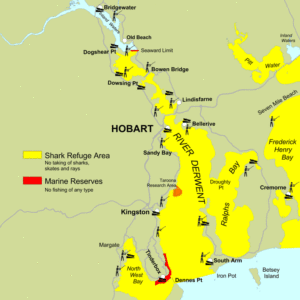 Bridgewater
Old Beach
Seaward Limit
Dogshear Pt
Inland
Waters
Bowen Bridge
Pitt
Water
Dowsing Pt
Lindisfarne
Seven Mile Beach
HOBART
Bellerive
RIVER DERWENT
Frederick
Henry
Bay
Sandy Bay
Shark Refuge Area
No taking of sharks,
skates and rays
Marine Reserves
No fishing of any type
Taroona
Research Area
Droughty
Pt
Ralphs Bay
Cremorne
Kingston
Margate
Tinderbox
North
West
Bay
South Arm
Iron Pot
Betsey
Island
Dennes Pt